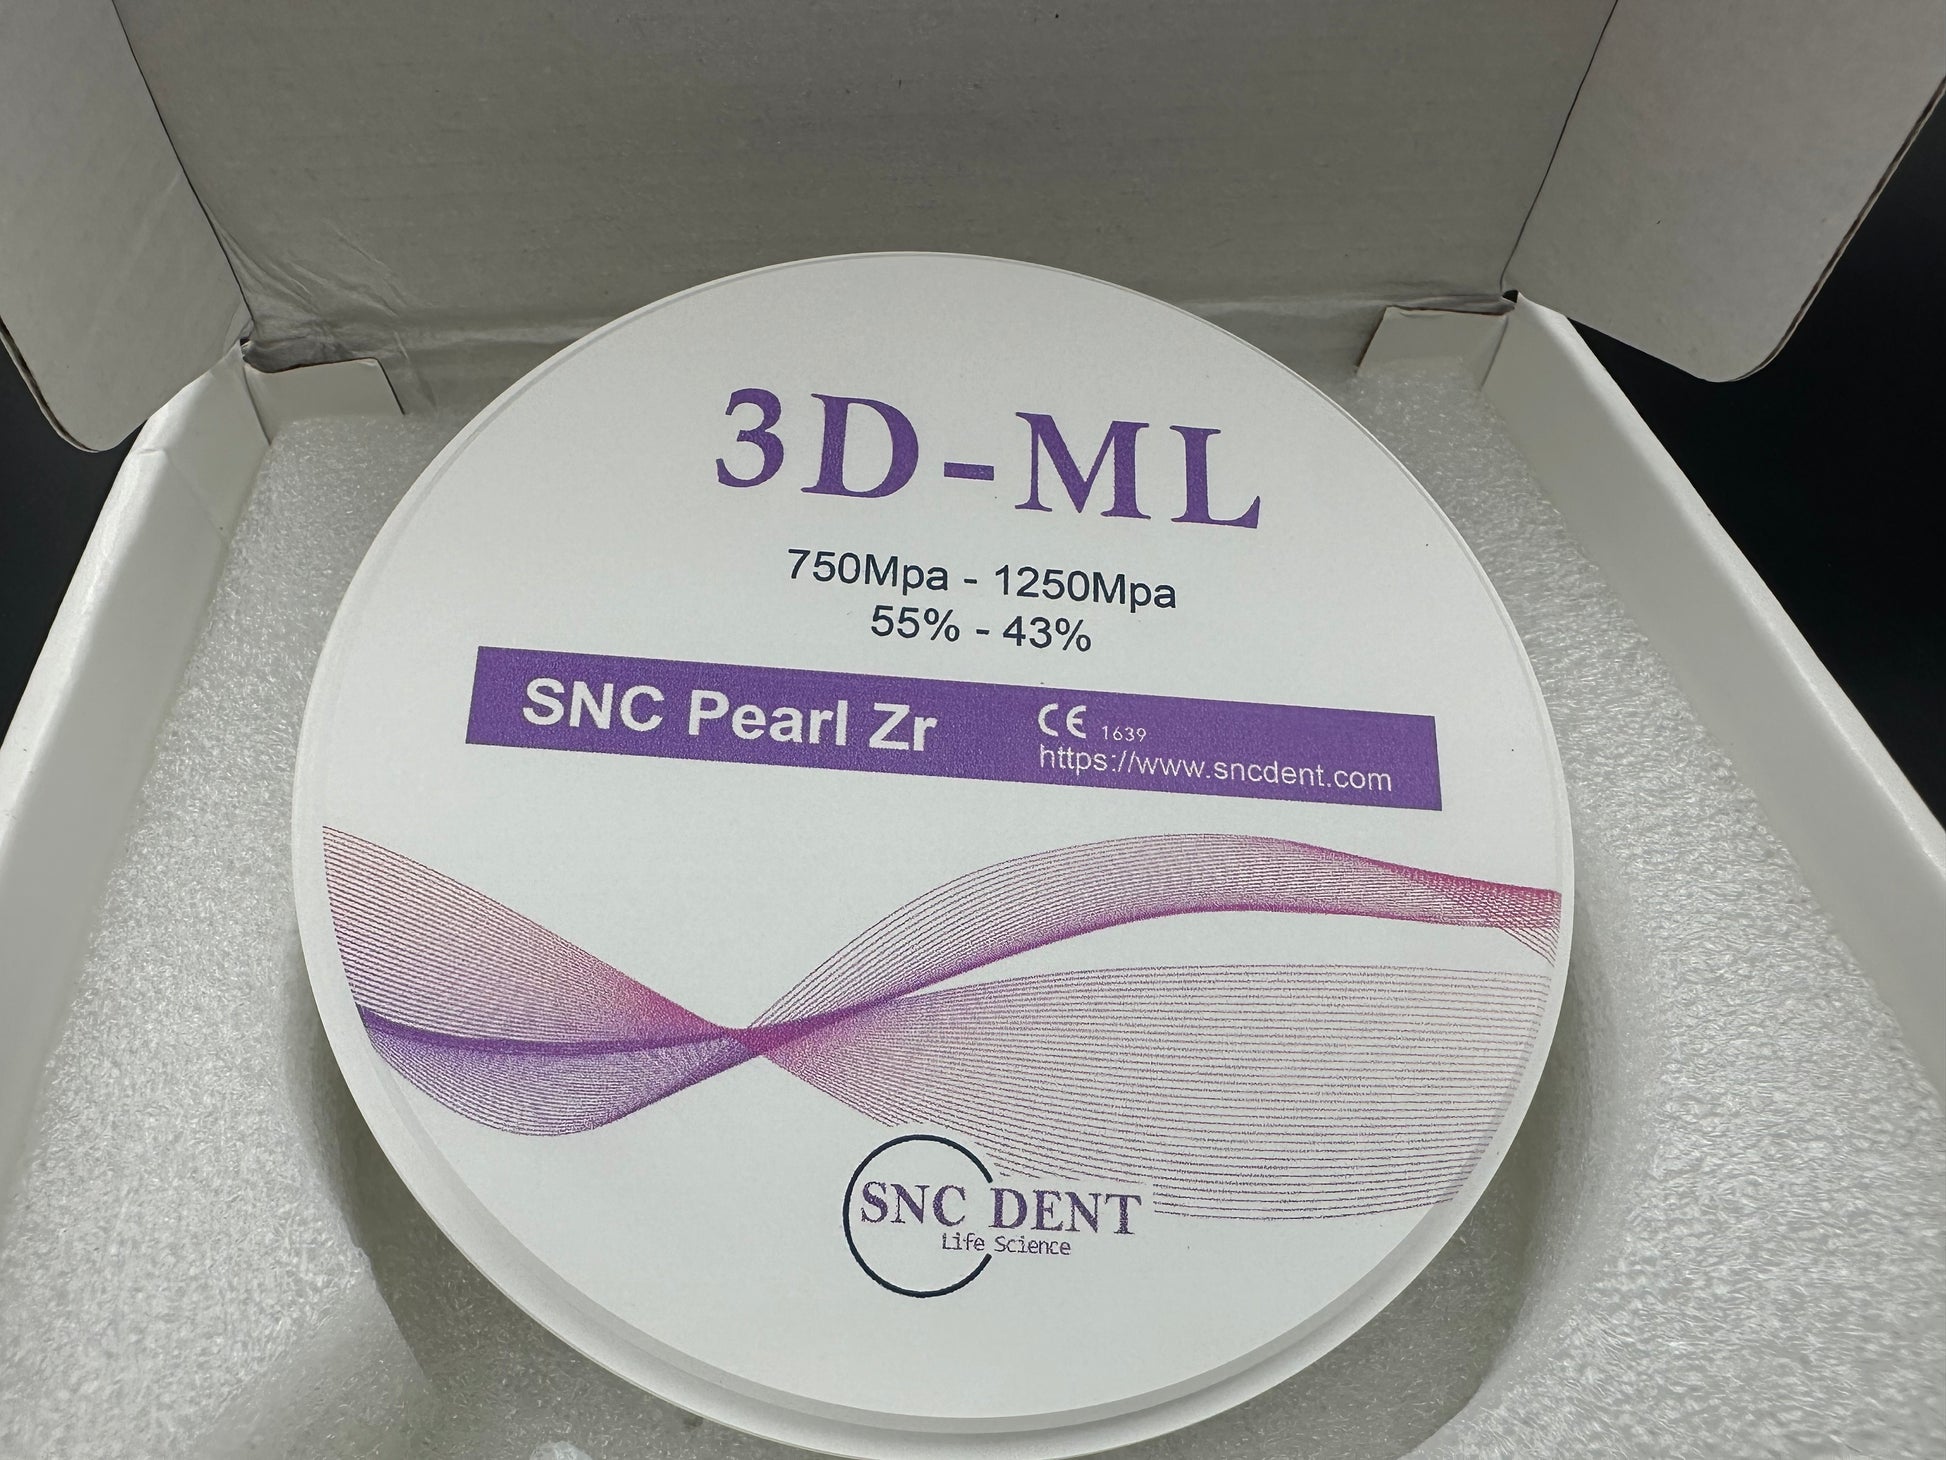 3D-ML
750Mpa - 1250Mpa
55% - 43%
SNC Pearl Zr
CE 1639
https://www.sncdent.com
SNC DENT
Life Science